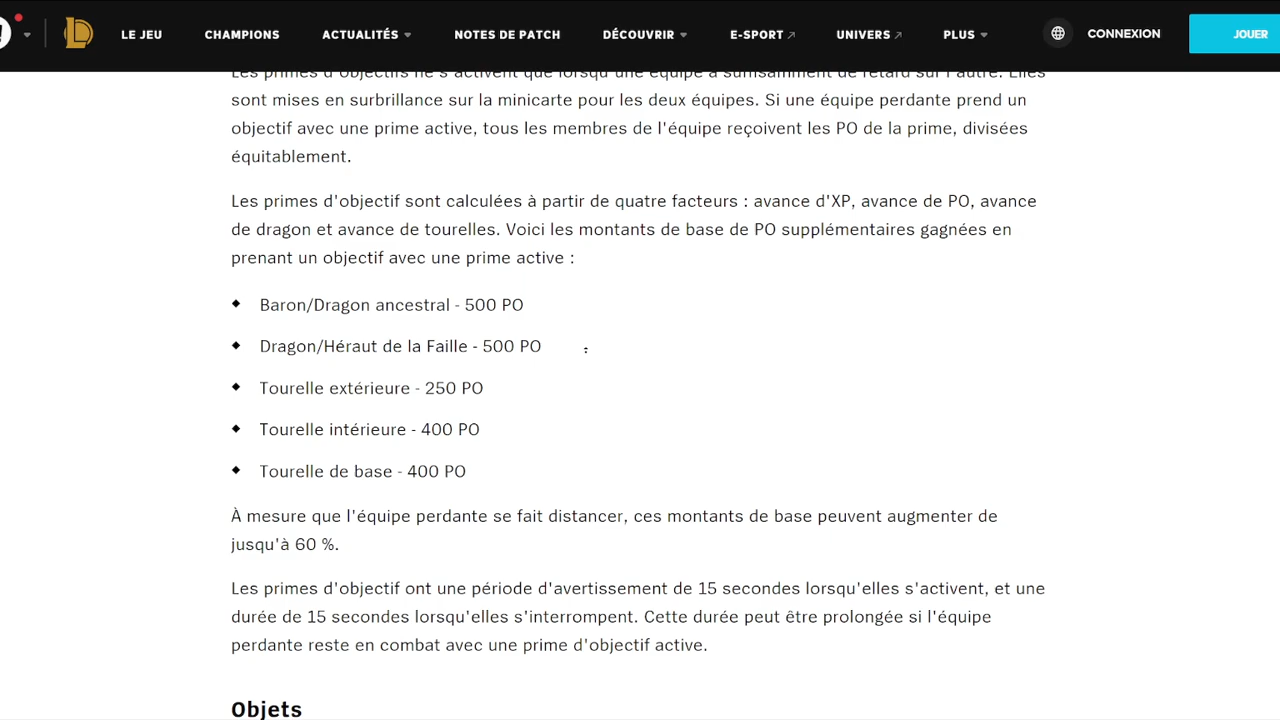 LE JEU CHAMPIONS ACTUALITÉS NOTES DE PATCH DÉCOUVRIR E-SPORT UNIVERS PLUS CONNEXION JOUER
Les primes d'objectifs ne s'activent que lorsqu'une équipe a suffisamment de retard sur l'autre. Elles
sont mises en surbrillance sur la minicarte pour les deux équipes. Si une équipe perdante prend un
objectif avec une prime active, tous les membres de l'équipe reçoivent les PO de la prime, divisées
équitablement.
Les primes d'objectif sont calculées à partir de quatre facteurs : avance d'XP, avance de PO, avance
de dragon et avance de tourelles. Voici les montants de base de PO supplémentaires gagnées en
prenant un objectif avec une prime active :
Baron/Dragon ancestral - 500 PO
Dragon/Héraut de la Faille - 500 PO
Tourelle extérieure - 250 PO
Tourelle intérieure - 400 PO
Tourelle de base - 400 PO
À mesure que l'équipe perdante se fait distancer, ces montants de base peuvent augmenter de
jusqu'à 60 %.
Les primes d'objectif ont une période d'avertissement de 15 secondes lorsqu'elles s'activent, et une
durée de 15 secondes lorsqu'elles s'interrompent. Cette durée peut être prolongée si l'équipe
perdante reste en combat avec une prime d'objectif active.
Objets